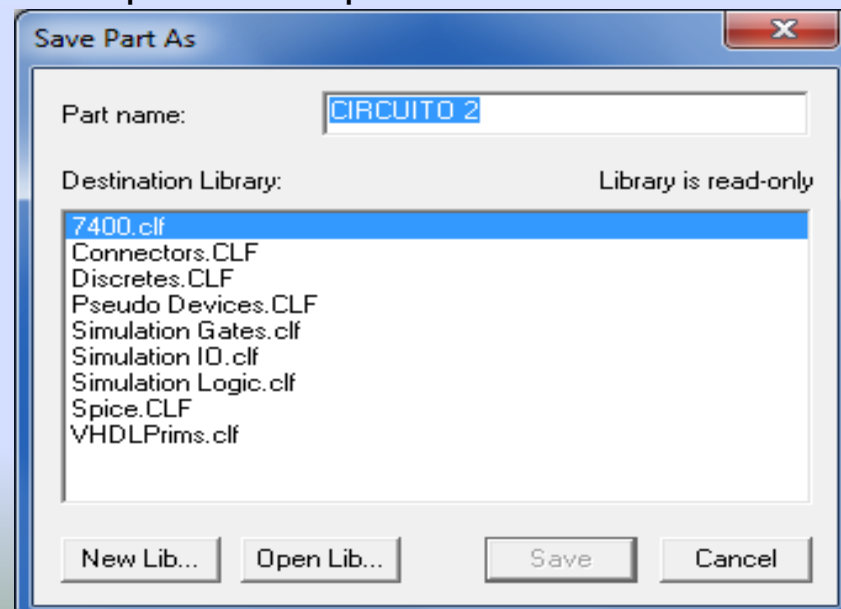 Save Part As
Part name: CIRCUITO 2
Destination Library: Library is read-only
7400.clf
Connectors.CLF
Discretes.CLF
Pseudo Devices.CLF
Simulation Gates.clf
Simulation IO.clf
Simulation Logic.clf
Spice.CLF
VHDLPrims.clf
New Lib... Open Lib... Save Cancel